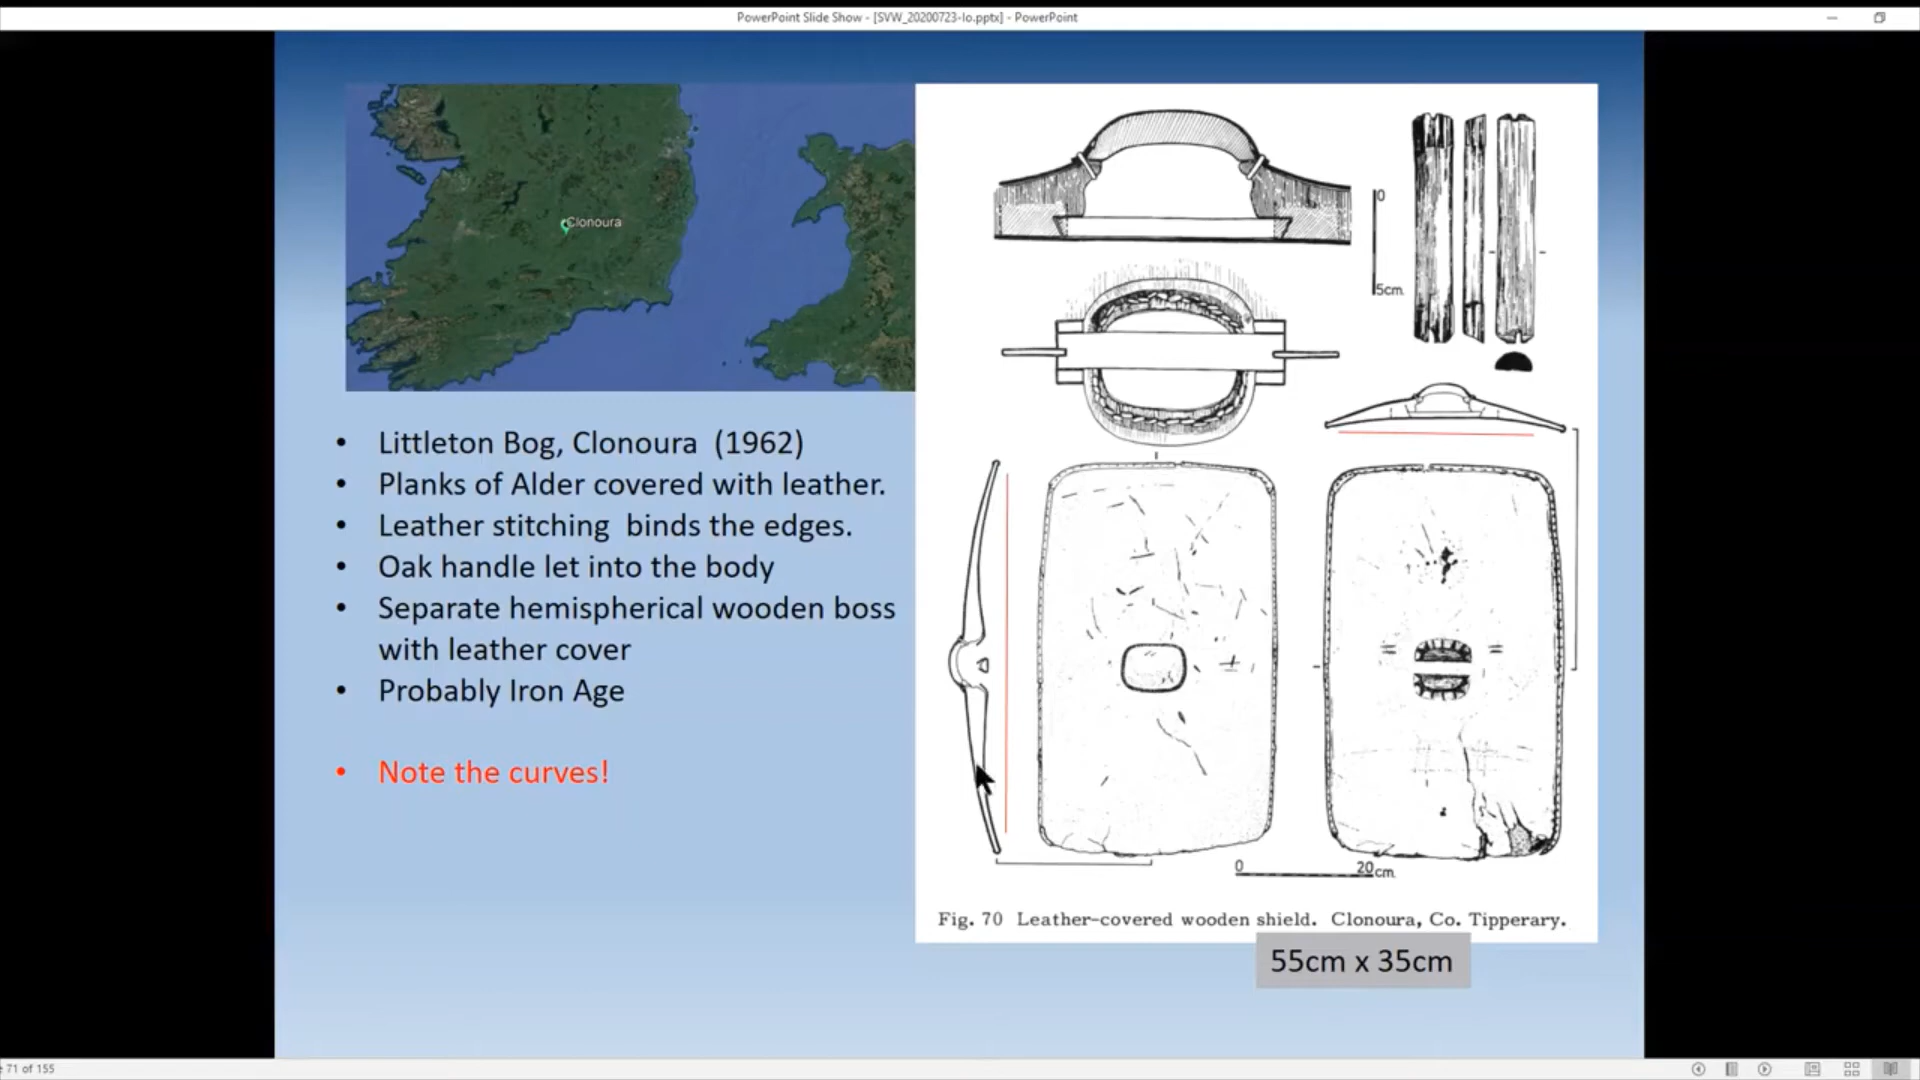 PowerPoint Slide Show - [SVW_20200723-lo.pptx] - PowerPoint
Clonoura
• Littleton Bog, Clonoura (1962)
• Planks of Alder covered with leather.
• Leather stitching binds the edges.
• Oak handle let into the body
• Separate hemispherical wooden boss
with leather cover
• Probably Iron Age
• Note the curves!
0
5cm.
0 20cm.
Fig. 70 Leather-covered wooden shield. Clonoura, Co. Tipperary.
55cm x 35cm
71 of 155